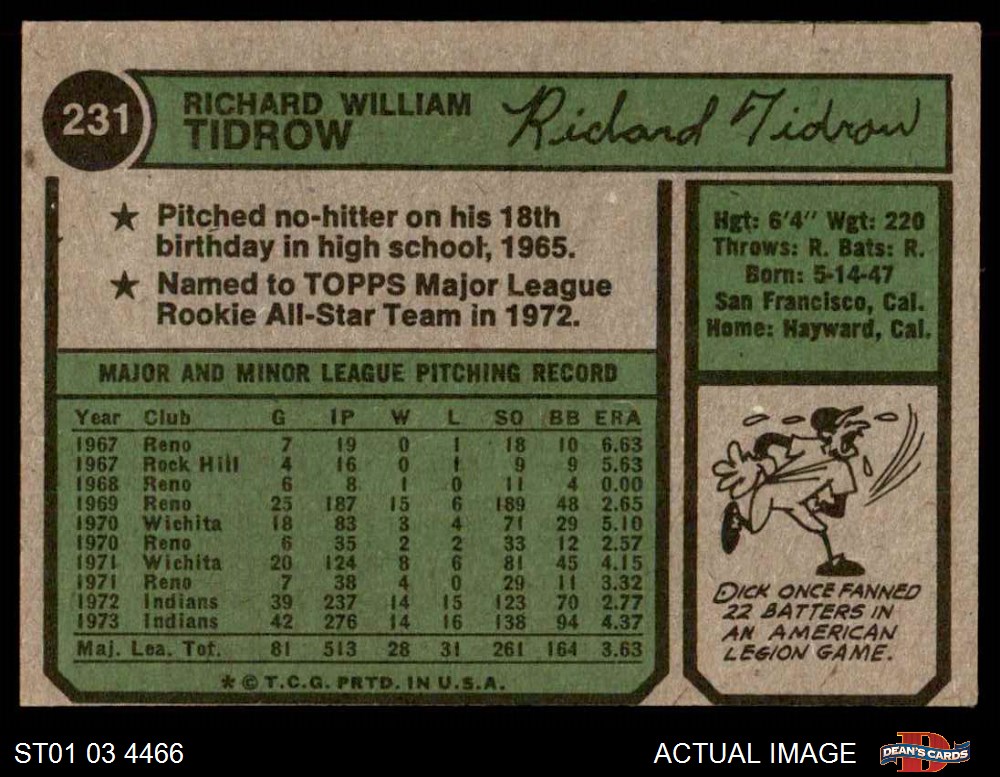 231
RICHARD WILLIAM
TIDROW
Richard Tidrow
★ Pitched no-hitter on his 18th
birthday in high school, 1965.
★ Named to TOPPS Major League
Rookie All-Star Team in 1972.
Hgt: 6'4" Wgt: 220
Throws: R. Bats: R.
Born: 5-14-47
San Francisco, Cal.
Home: Hayward, Cal.
MAJOR AND MINOR LEAGUE PITCHING RECORD
Year Club G IP W L SO BB ERA
1967 Reno 7 19 0 1 18 10 6.63
1967 Rock Hill 4 16 0 1 9 9 5.63
1968 Reno 6 8 1 0 11 4 0.00
1969 Reno 25 187 15 6 189 48 2.65
1970 Wichita 18 83 3 4 71 29 5.10
1970 Reno 6 35 2 2 33 12 2.57
1971 Wichita 20 124 8 6 81 45 4.15
1971 Reno 7 38 4 0 29 11 3.32
1972 Indians 39 237 14 15 123 70 2.77
1973 Indians 42 276 14 16 138 94 4.37
Maj. Lea. Tot. 81 513 28 31 261 164 3.63
* © T.C.G. PRTD. IN U.S.A.
DICK ONCE FANNED
22 BATTERS IN
AN AMERICAN
LEGION GAME.
ST01 03 4466
ACTUAL IMAGE
D
DEAN'S CARDS